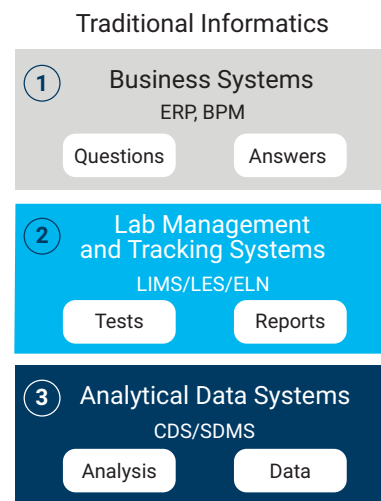 Traditional Informatics
1
Business Systems
ERP, BPM
Questions
Answers
2
Lab Management
and Tracking Systems
LIMS/LES/ELN
Tests
Reports
3
Analytical Data Systems
CDS/SDMS
Analysis
Data